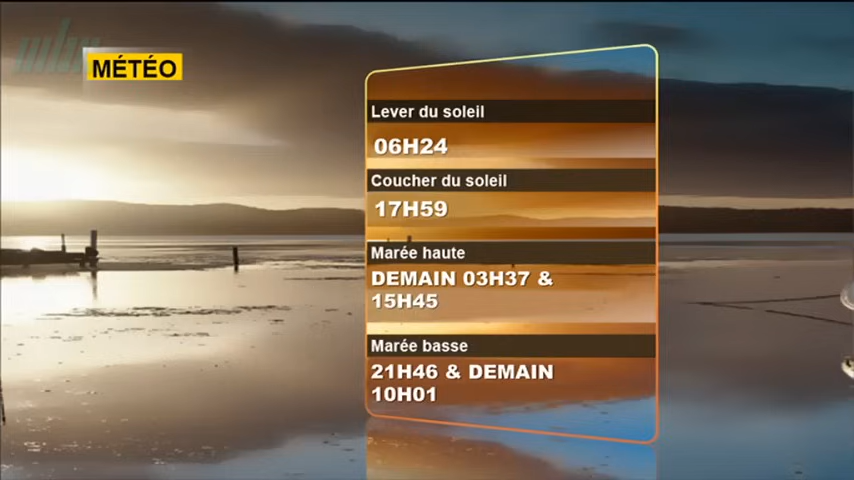 mbc
MÉTÉO
Lever du soleil
06H24
Coucher du soleil
17H59
Marée haute
DEMAIN 03H37 &
15H45
Marée basse
21H46 & DEMAIN
10H01